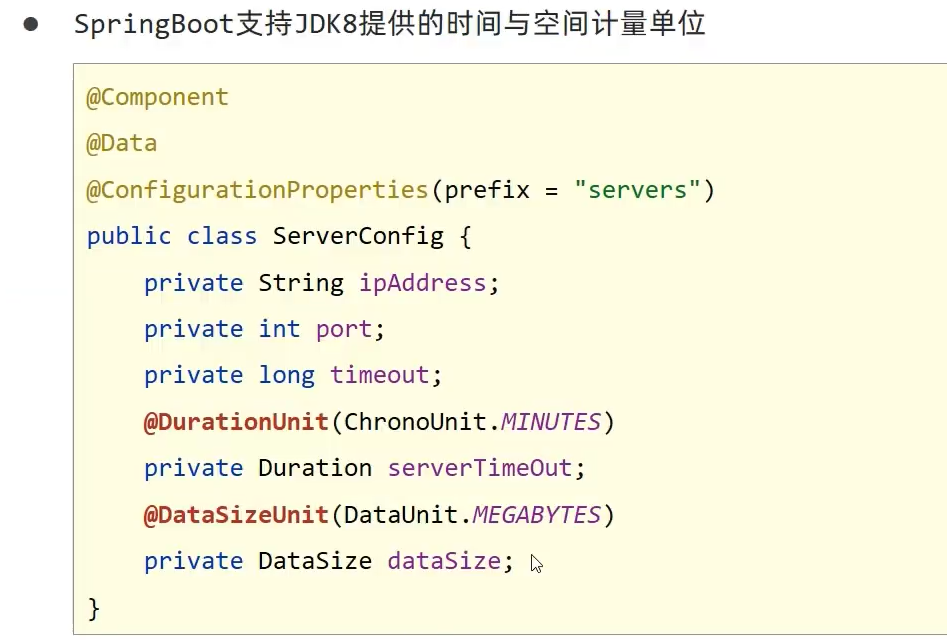 ● SpringBoot支持JDK8提供的时间与空间计量单位
@Component
@Data
@ConfigurationProperties(prefix = "servers")
public class ServerConfig {
    private String ipAddress;
    private int port;
    private long timeout;
    @DurationUnit(ChronoUnit.MINUTES)
    private Duration serverTimeOut;
    @DataSizeUnit(DataUnit.MEGABYTES)
    private DataSize dataSize;
}